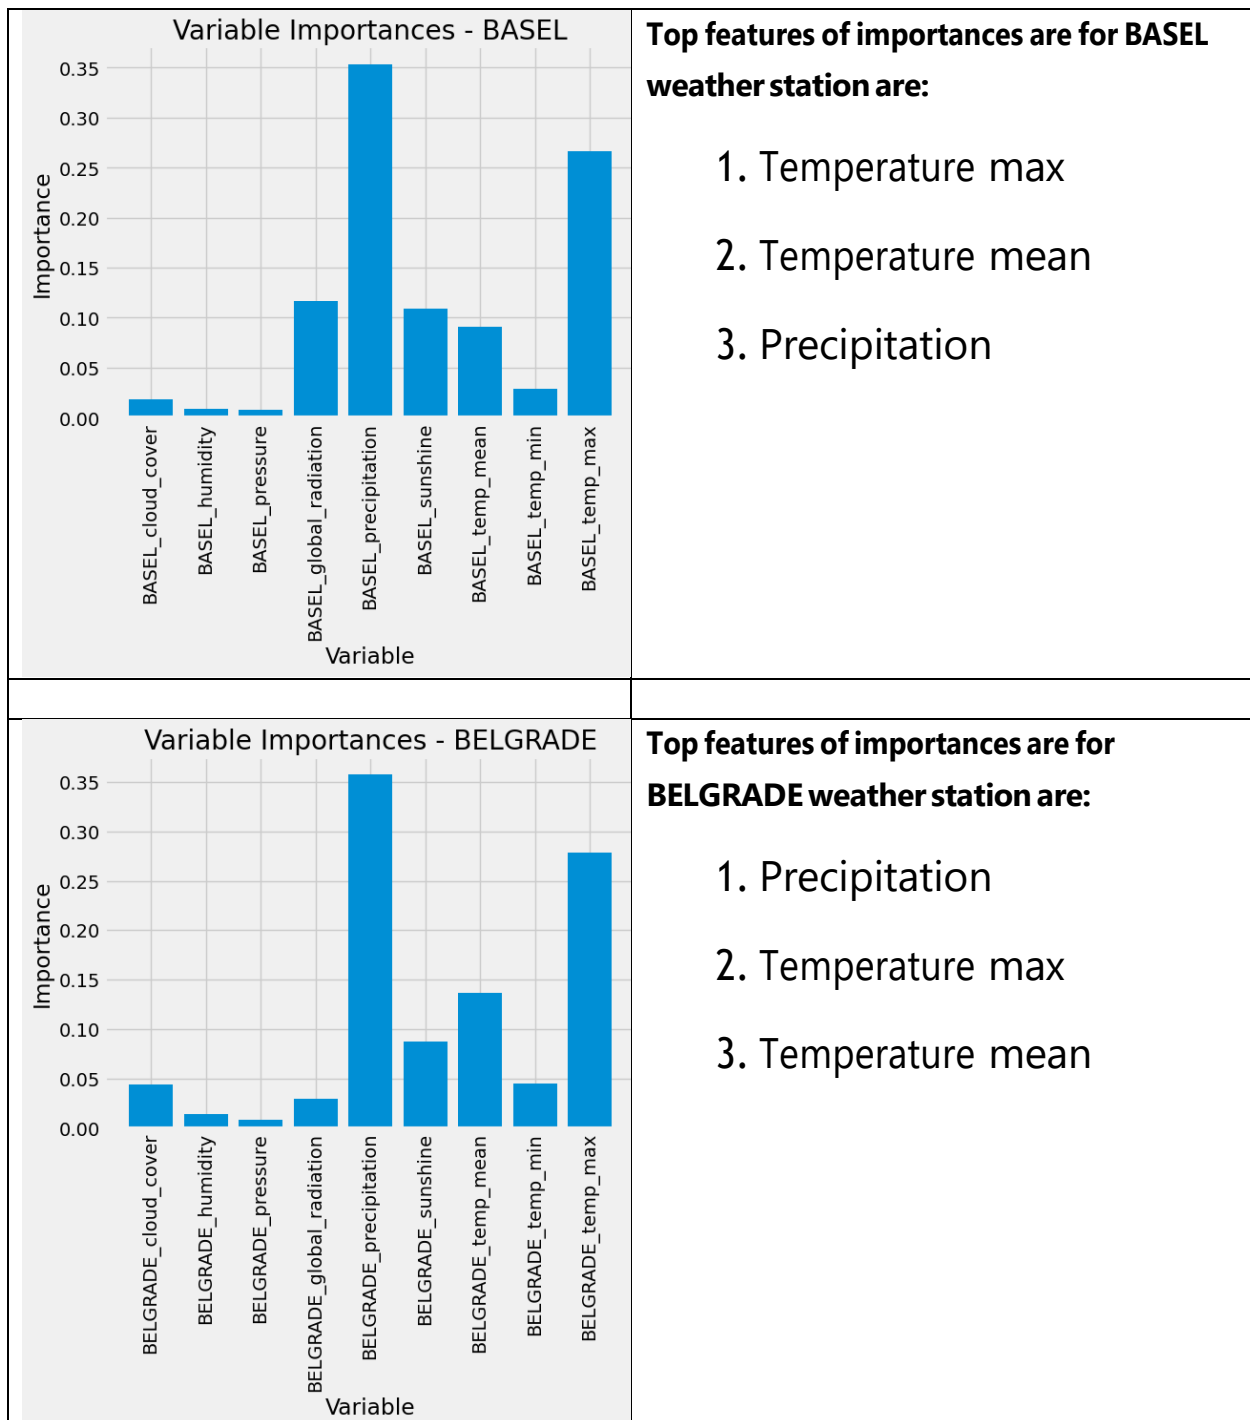 Variable Importances - BASEL
Importance
0.35
0.30
0.25
0.20
0.15
0.10
0.05
0.00
BASEL_cloud_cover
BASEL_humidity
BASEL_pressure
BASEL_global_radiation
BASEL_precipitation
BASEL_sunshine
BASEL_temp_mean
BASEL_temp_min
BASEL_temp_max
Variable
Top features of importances are for BASEL
weather station are:
1. Temperature max
2. Temperature mean
3. Precipitation
Variable Importances - BELGRADE
Importance
0.35
0.30
0.25
0.20
0.15
0.10
0.05
0.00
BELGRADE_cloud_cover
BELGRADE_humidity
BELGRADE_pressure
BELGRADE_global_radiation
BELGRADE_precipitation
BELGRADE_sunshine
BELGRADE_temp_mean
BELGRADE_temp_min
BELGRADE_temp_max
Variable
Top features of importances are for
BELGRADE weather station are:
1. Precipitation
2. Temperature max
3. Temperature mean